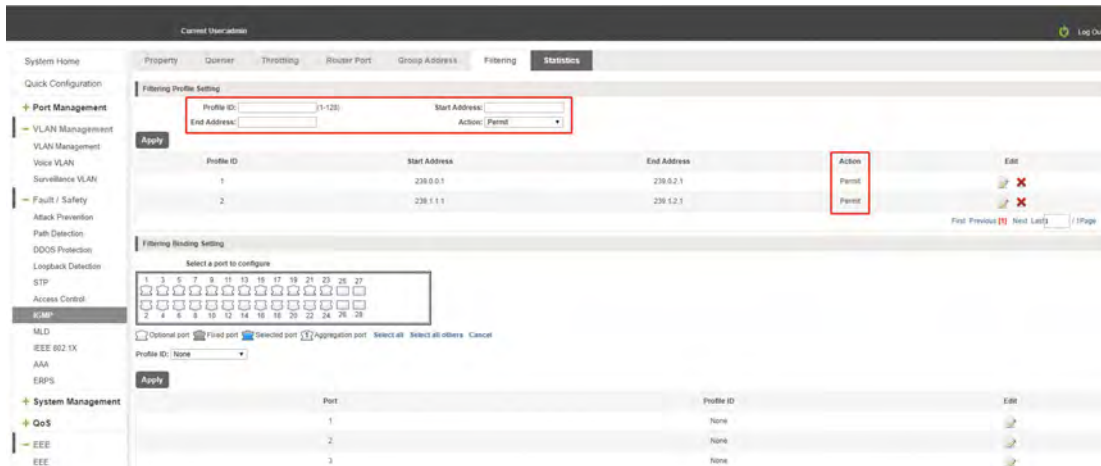 Current User:admin
Log Ou
System Home
Quick Configuration
+ Port Management
− VLAN Management
VLAN Management
Voice VLAN
Surveillance VLAN
− Fault / Safety
Attack Prevention
Path Detection
DDOS Protection
Loopback Detection
STP
Access Control
IGMP
MLD
IEEE 802.1X
AAA
ERPS
+ System Management
+ QoS
− EEE
EEE
Property Querier Throttling Router Port Group Address Filtering Statistics
Filtering Profile Setting
Profile ID: (1-128) Start Address:
End Address: Action: Permit
Apply
Profile ID Start Address End Address Action Edit
1 239.0.0.1 239.0.2.1 Permit
2 239.1.1.1 239.1.2.1 Permit
First Previous [1] Next Last 1 / 1Page
Filtering Binding Setting
Select a port to configure
1 3 5 7 9 11 13 15 17 19 21 23 25 27
2 4 6 8 10 12 14 16 18 20 22 24 26 28
Optional port Fixed port Selected port Aggregation port Select all Select all others Cancel
Profile ID: None
Apply
Port Profile ID Edit
1 None
2 None
3 None